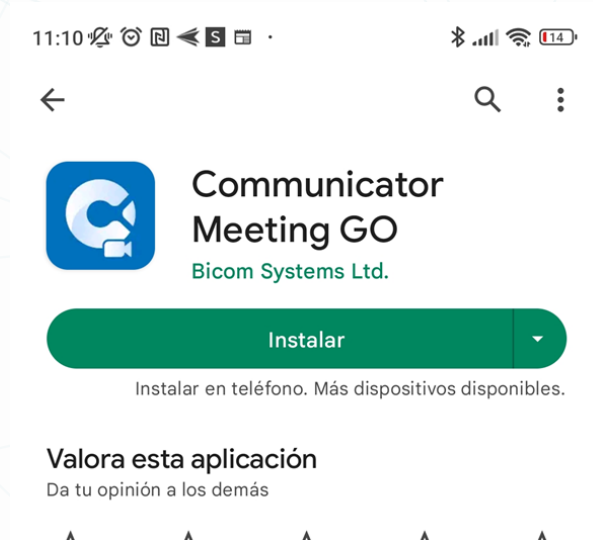 11:10
S
14
Communicator
Meeting GO
Bicom Systems Ltd.
Instalar
Instalar en teléfono. Más dispositivos disponibles.
Valora esta aplicación
Da tu opinión a los demás